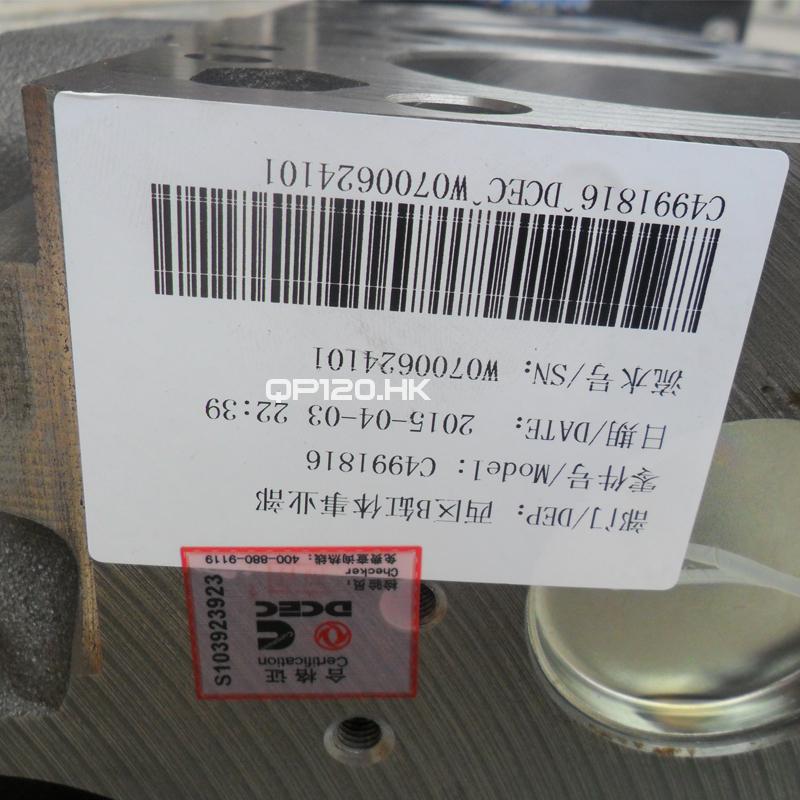 部门/DEP: 西区B缸体事业部
零件号/Model: C4991816
日期/DATE: 2015-04-03 22:39
流水号/SN: W0700624101
C4991816^DCEC^W0700624101
QP120.HK
合格证
Certification
DCEC
检验员:
Checker
免费查询热线: 400-880-9119
S103923923